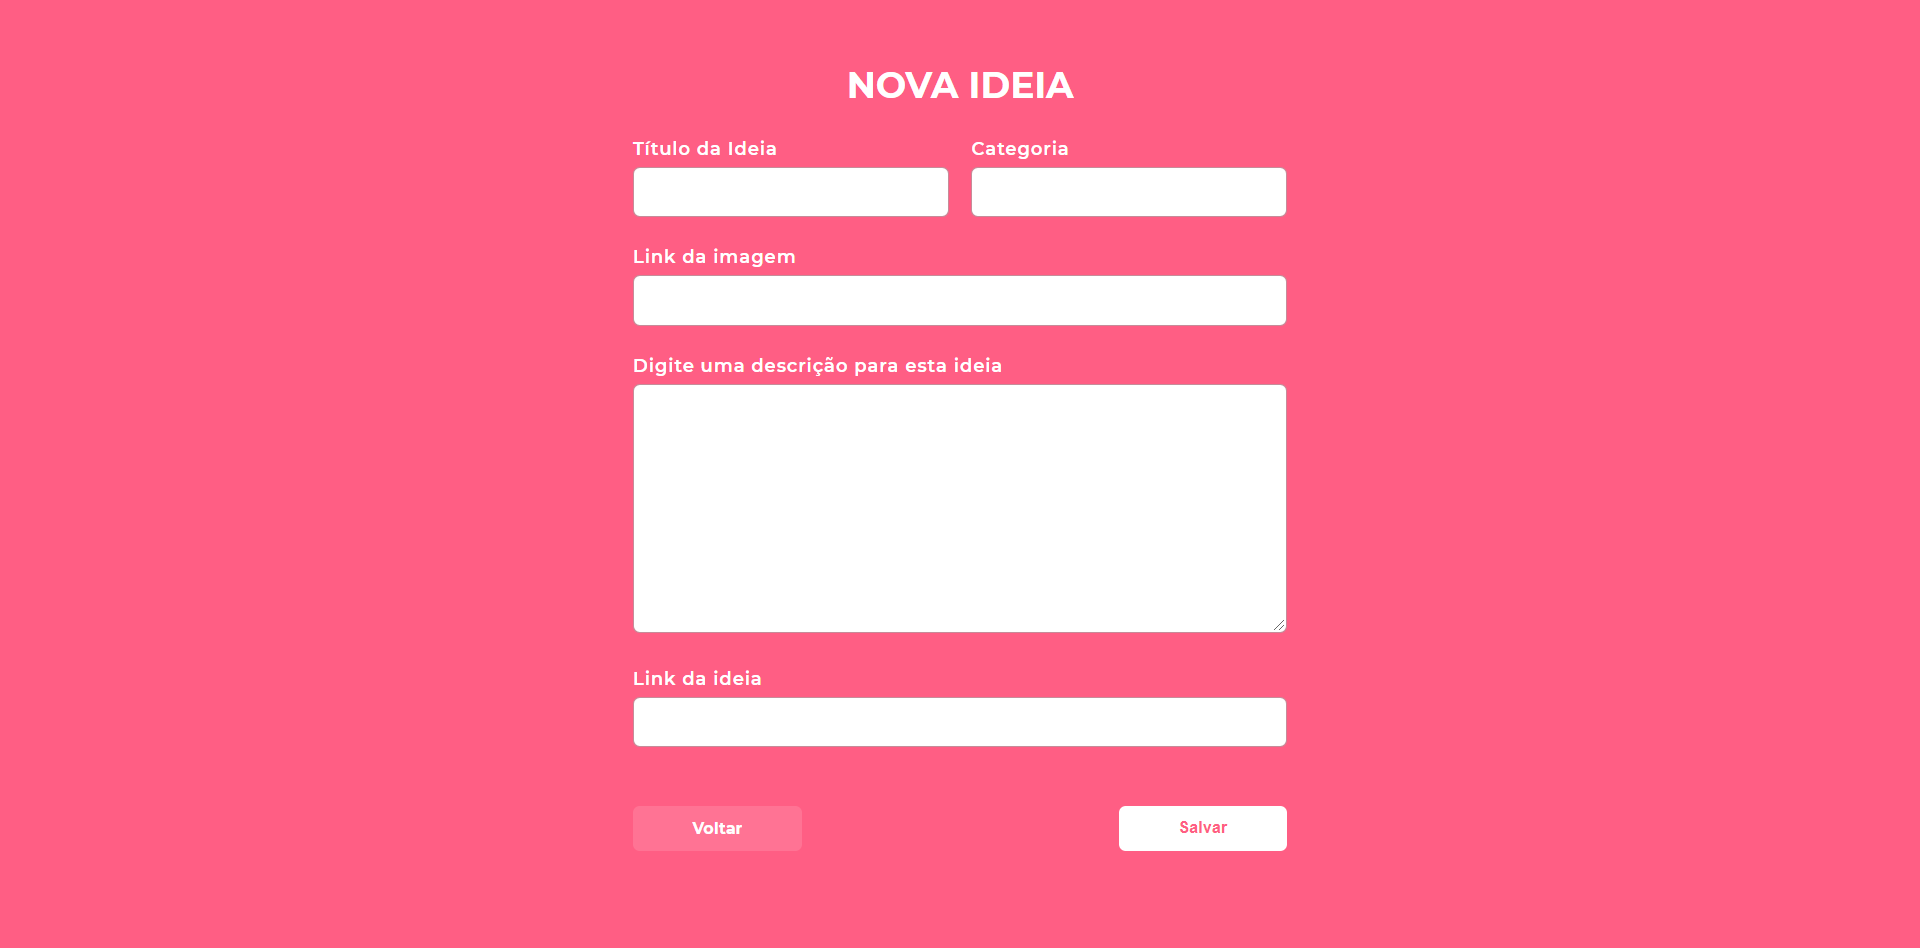 NOVA IDEIA
Título da Ideia
Categoria
Link da imagem
Digite uma descrição para esta ideia
Link da ideia
Voltar
Salvar